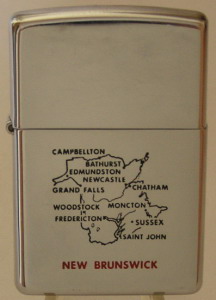 CAMPBELLTON
BATHURST
EDMUNDSTON
NEWCASTLE
CHATHAM
GRAND FALLS
WOODSTOCK MONCTON
FREDERICTON
SUSSEX
SAINT JOHN
NEW BRUNSWICK